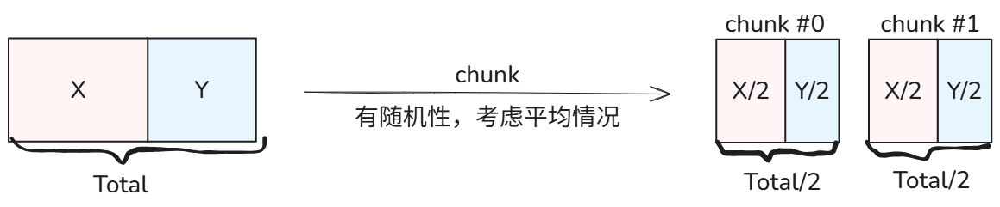 X
Y
Total
chunk
有随机性，考虑平均情况
chunk #0
X/2
Y/2
Total/2
chunk #1
X/2
Y/2
Total/2